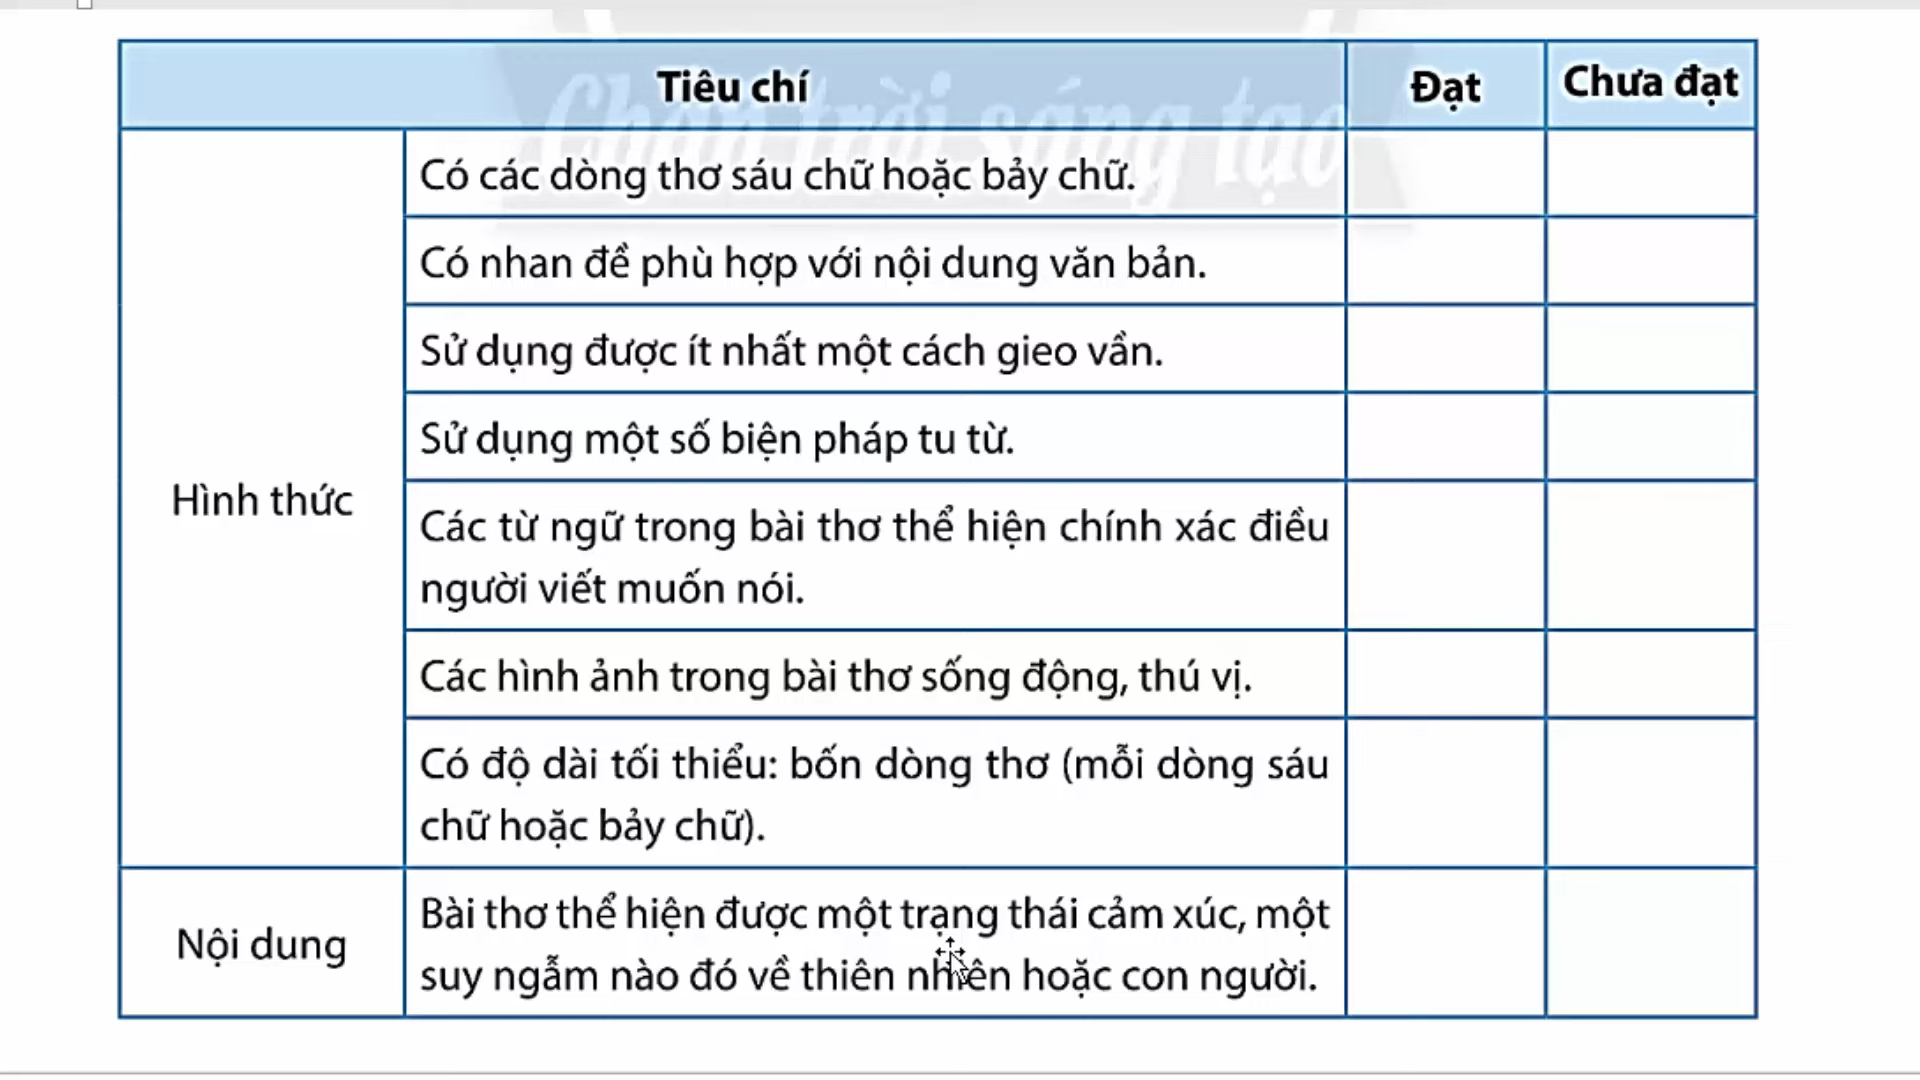 Chân trời sáng tạo
Tiêu chí
Đạt
Chưa đạt
Hình thức
Có các dòng thơ sáu chữ hoặc bảy chữ.
Có nhan đề phù hợp với nội dung văn bản.
Sử dụng được ít nhất một cách gieo vần.
Sử dụng một số biện pháp tu từ.
Các từ ngữ trong bài thơ thể hiện chính xác điều
người viết muốn nói.
Các hình ảnh trong bài thơ sống động, thú vị.
Có độ dài tối thiểu: bốn dòng thơ (mỗi dòng sáu
chữ hoặc bảy chữ).
Nội dung
Bài thơ thể hiện được một trạng thái cảm xúc, một
suy ngẫm nào đó về thiên nhiên hoặc con người.